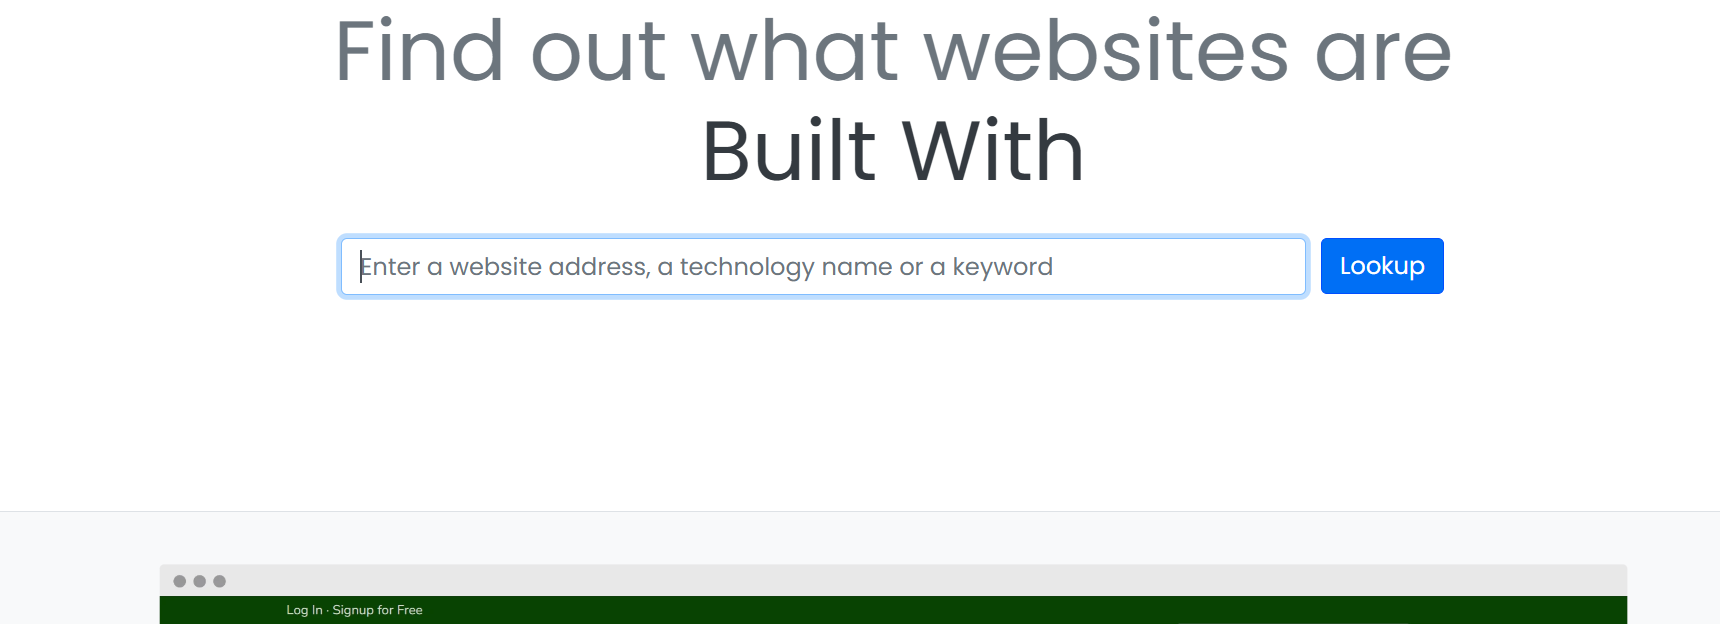 Find out what websites are
Built With
Enter a website address, a technology name or a keyword
Lookup
Log In · Signup for Free